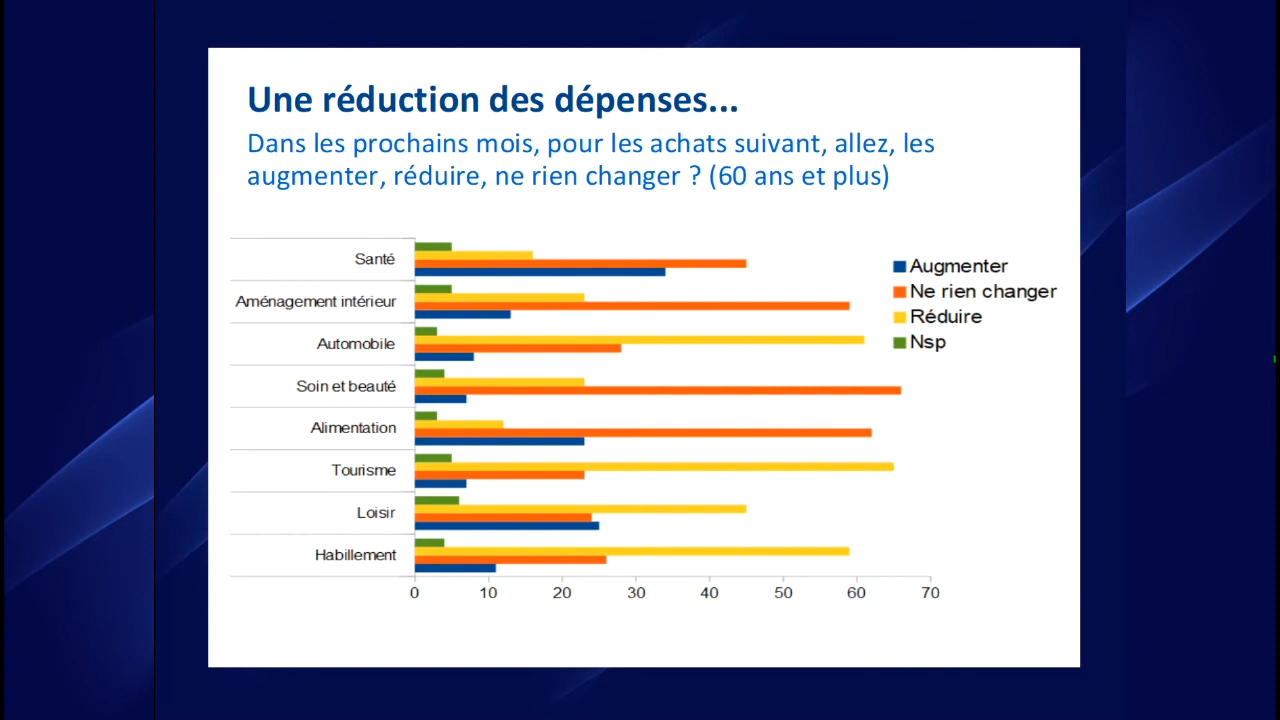 Une réduction des dépenses...
Dans les prochains mois, pour les achats suivant, allez, les
augmenter, réduire, ne rien changer ? (60 ans et plus)
Santé
Aménagement intérieur
Automobile
Soin et beauté
Alimentation
Tourisme
Loisir
Habillement
0 10 20 30 40 50 60 70
Augmenter
Ne rien changer
Réduire
Nsp